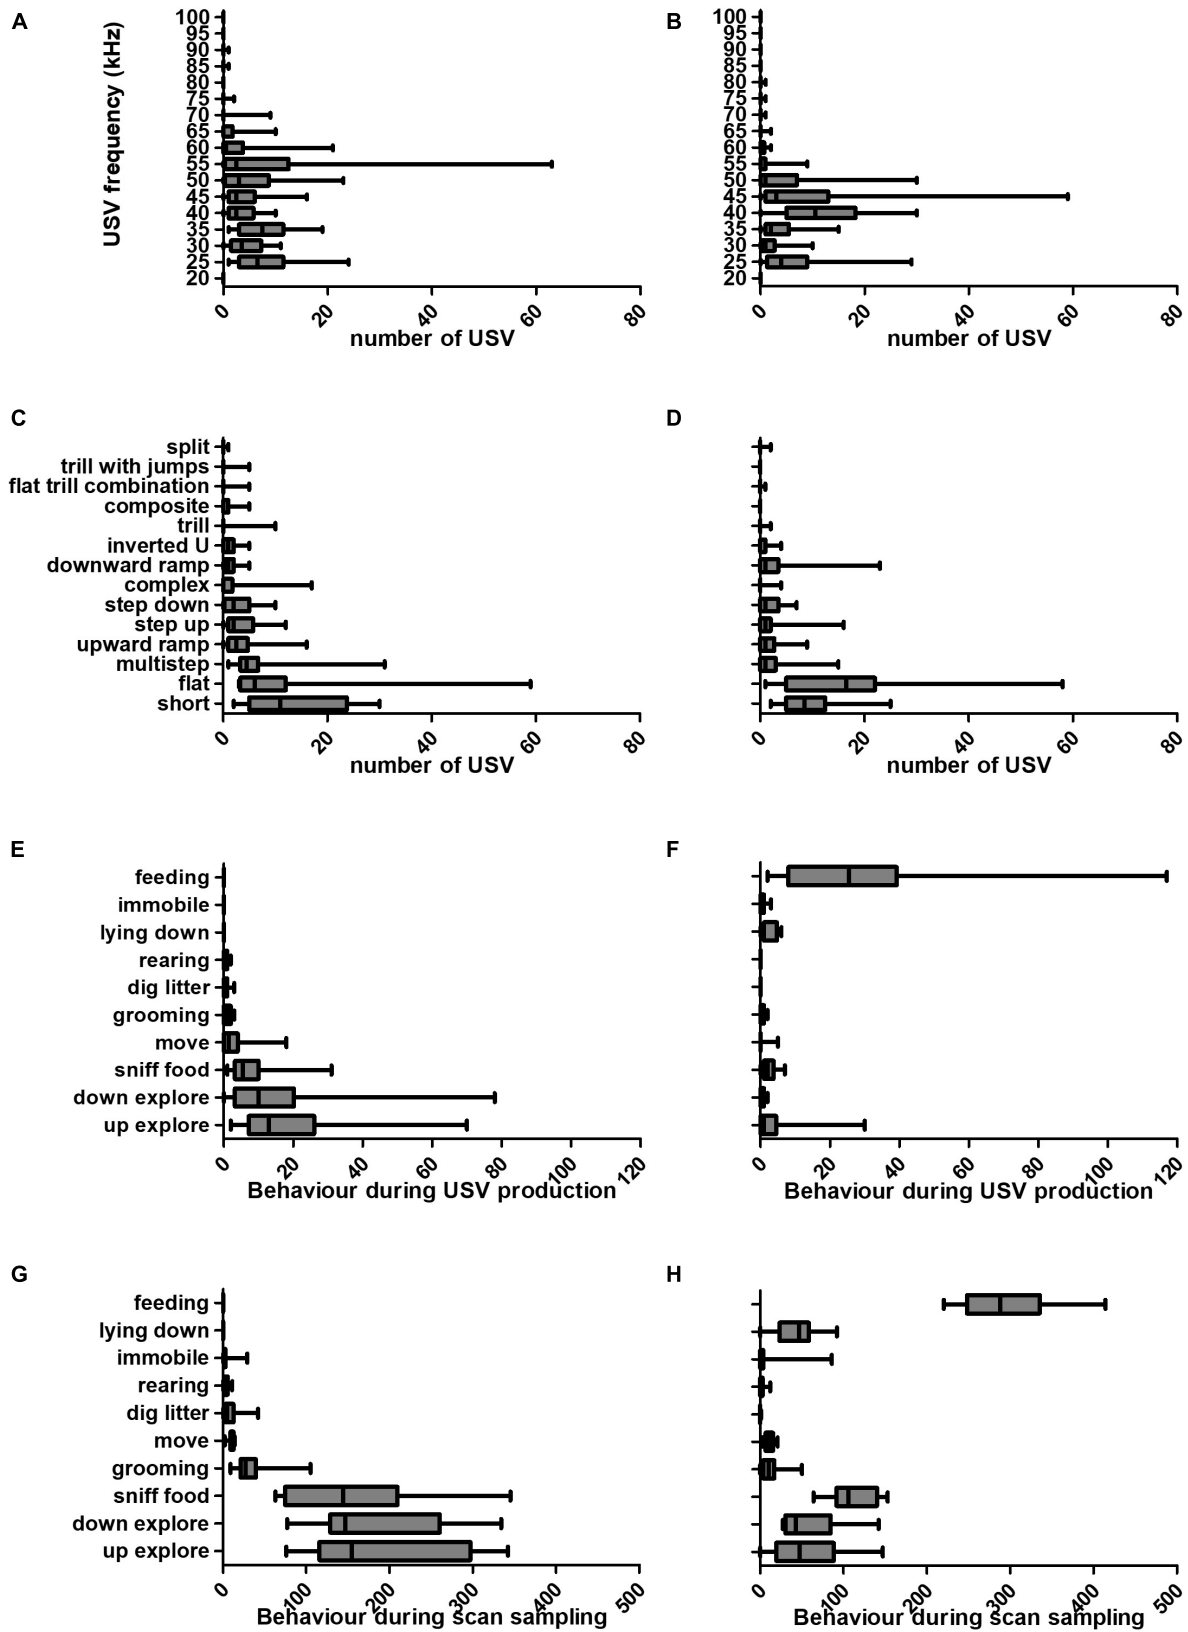 A
USV frequency (kHz)
100
95
90
85
80
75
70
65
60
55
50
45
40
35
30
25
20
0 20 40 60 80
number of USV
B
100
95
90
85
80
75
70
65
60
55
50
45
40
35
30
25
20
0 20 40 60 80
number of USV
C
split
trill with jumps
flat trill combination
composite
trill
inverted U
downward ramp
complex
step down
step up
upward ramp
multistep
flat
short
0 20 40 60 80
number of USV
D
0 20 40 60 80
number of USV
E
feeding
immobile
lying down
rearing
dig litter
grooming
move
sniff food
down explore
up explore
0 20 40 60 80 100 120
Behaviour during USV production
F
0 20 40 60 80 100 120
Behaviour during USV production
G
feeding
lying down
immobile
rearing
dig litter
move
grooming
sniff food
down explore
up explore
0 100 200 300 400 500
Behaviour during scan sampling
H
0 100 200 300 400 500
Behaviour during scan sampling